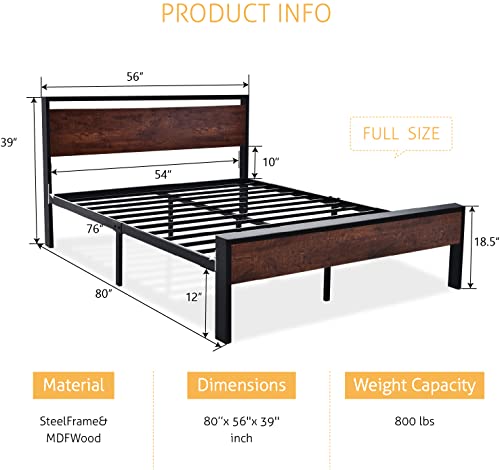 PRODUCT INFO
56"
39"
FULL SIZE
10"
54"
76"
18.5"
80"
12"
Material
Dimensions
Weight Capacity
SteelFrame&
MDFWood
80"x 56"x 39"
inch
800 lbs